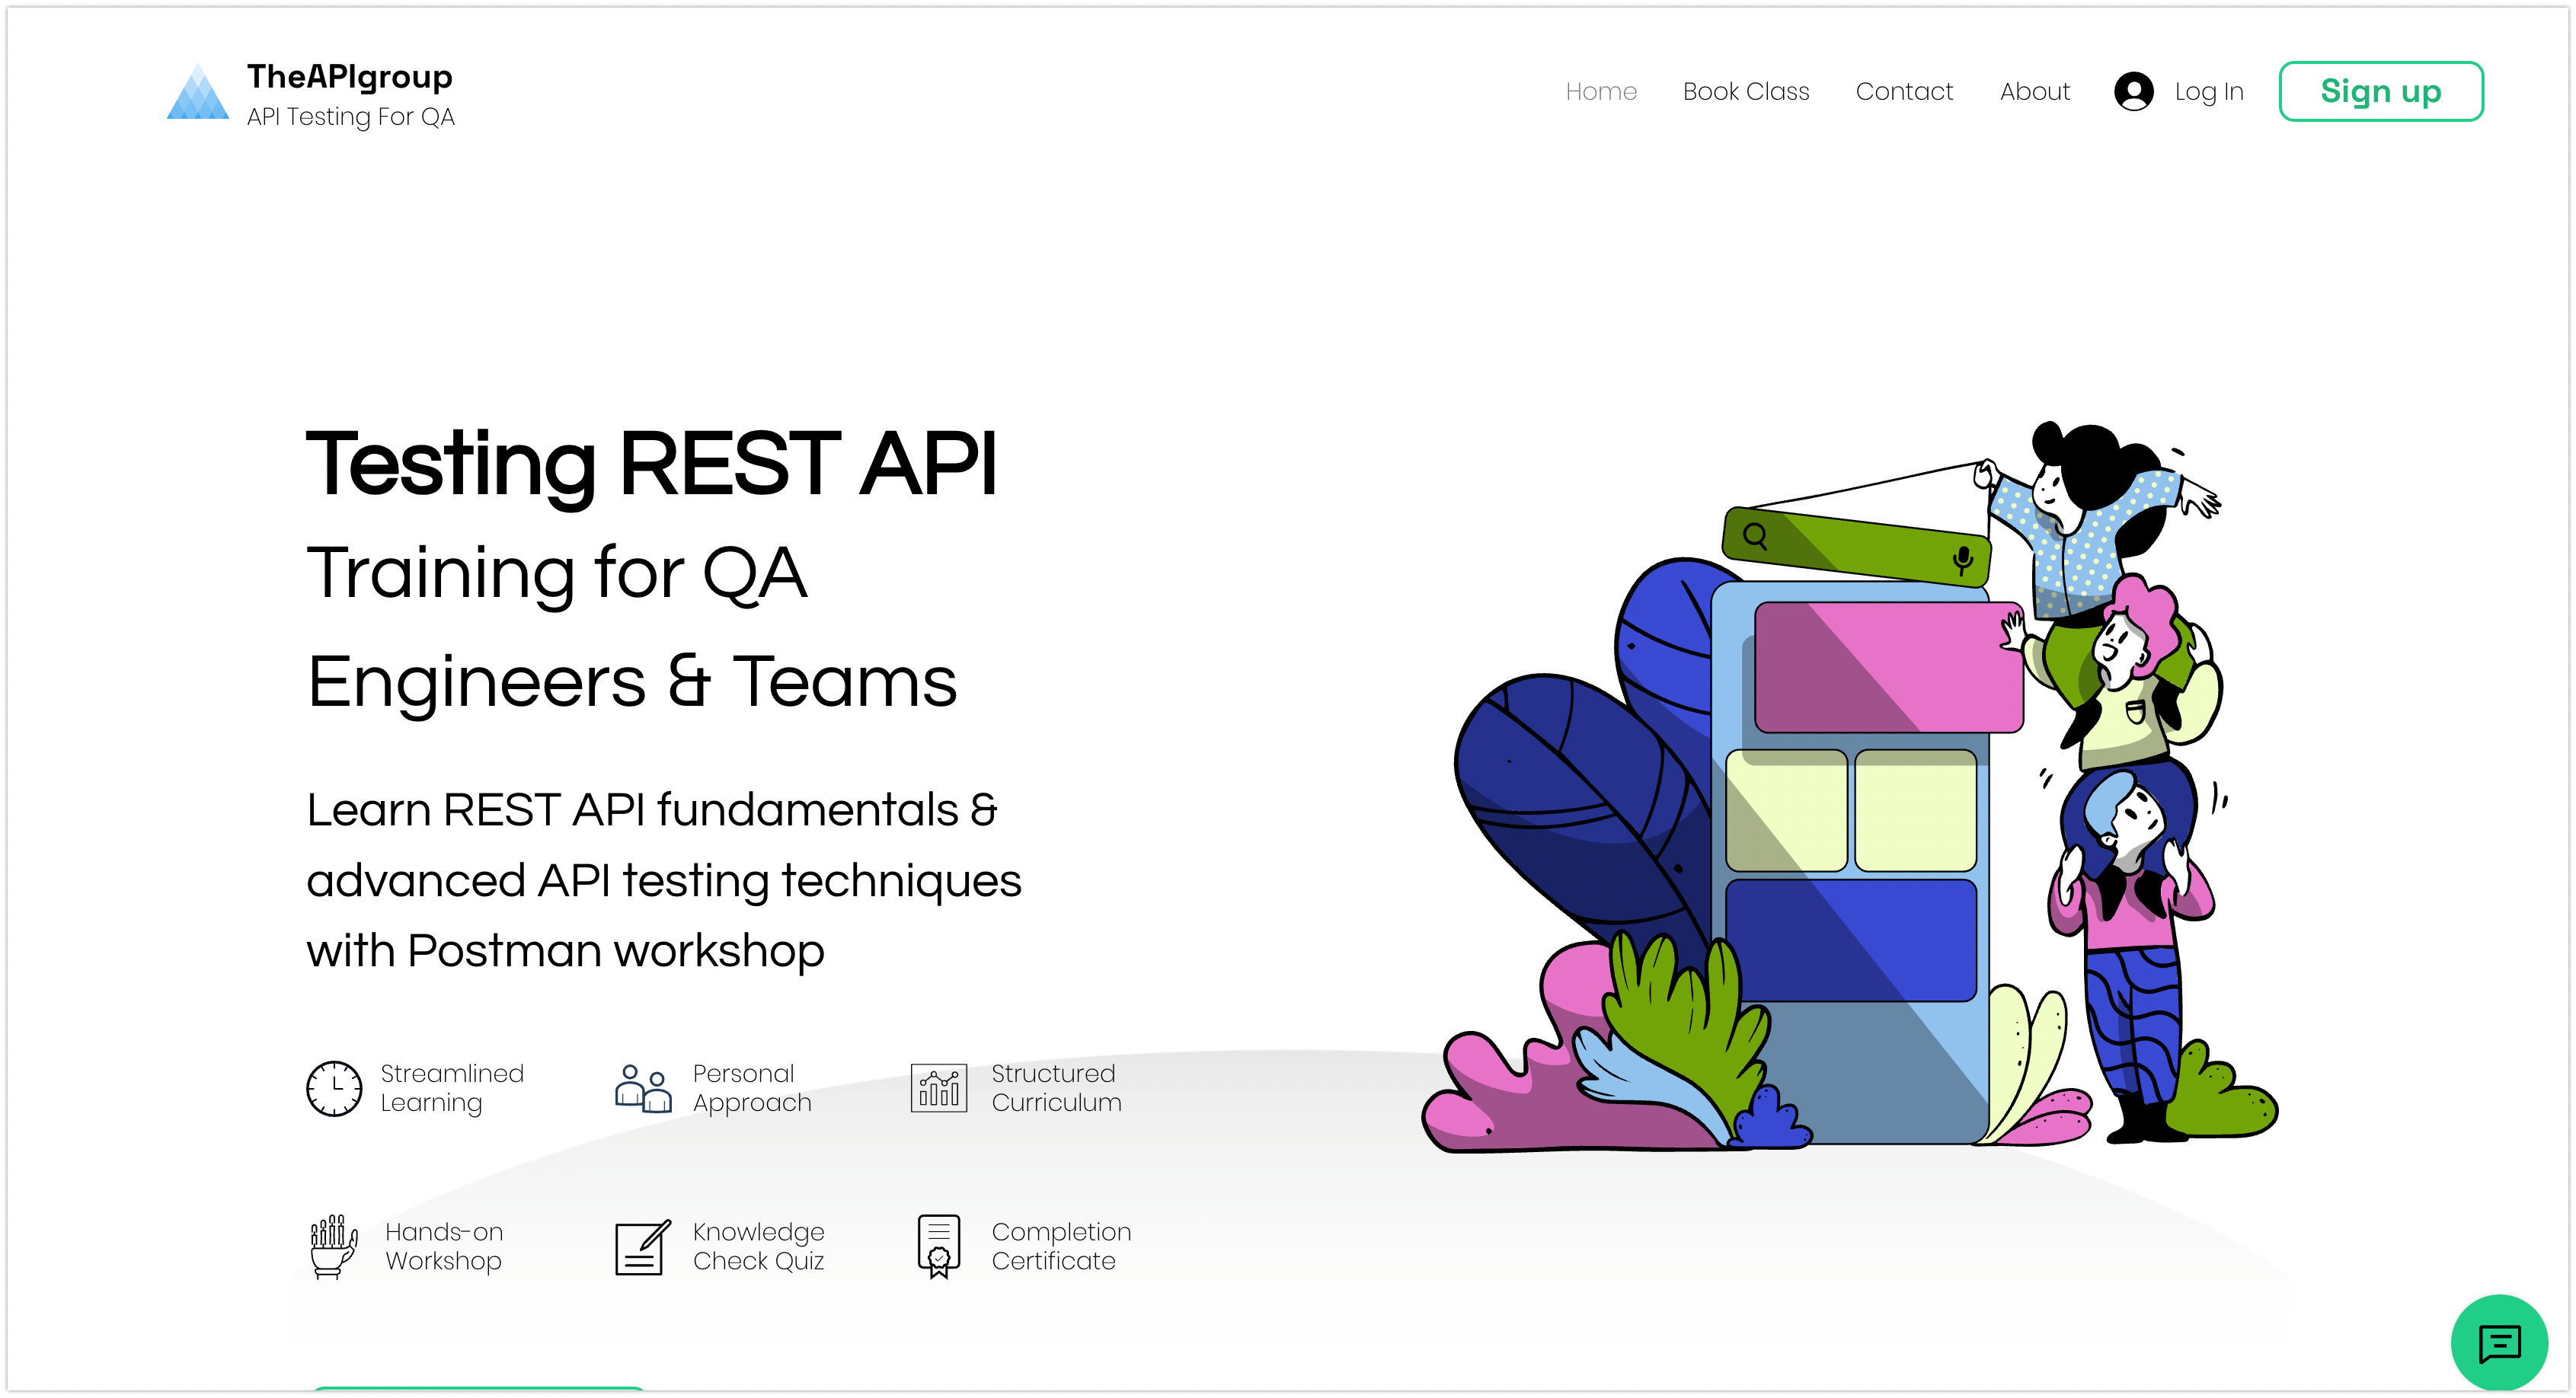 TheAPIgroup
API Testing For QA
Home
Book Class
Contact
About
Log In
Sign up
Testing REST API
Training for QA
Engineers & Teams
Learn REST API fundamentals &
advanced API testing techniques
with Postman workshop
Streamlined
Learning
Personal
Approach
Structured
Curriculum
Hands-on
Workshop
Knowledge
Check Quiz
Completion
Certificate